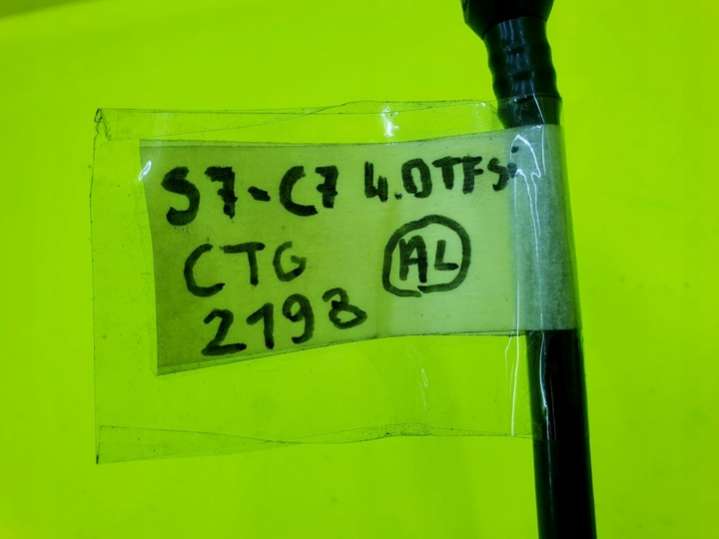 S7-C7 4.0TFSi
CTG AL
2198